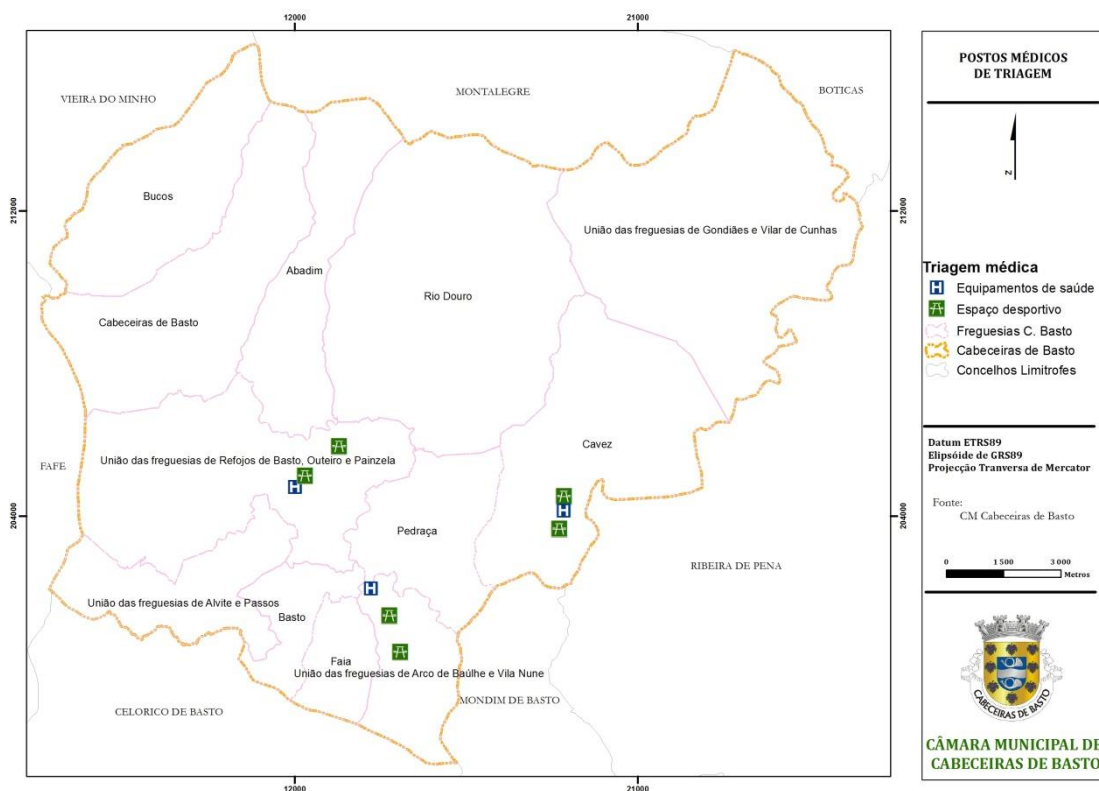 12000
21000
VIEIRA DO MINHO
MONTALEGRE
BOTICAS
Bucos
212000
212000
União das freguesias de Gondiães e Vilar de Cunhas
Abadim
Rio Douro
Cabeceiras de Basto
Cavez
FAFE
União das freguesias de Refojos de Basto, Outeiro e Painzela
H
204000
204000
H
Pedraça
RIBEIRA DE PENA
H
União das freguesias de Alvite e Passos
Basto
Faia
União das freguesias de Arco de Baúlhe e Vila Nune
MONDIM DE BASTO
CELORICO DE BASTO
12000
21000
POSTOS MÉDICOS
DE TRIAGEM
N
Triagem médica
H Equipamentos de saúde
Espaço desportivo
Freguesias C. Basto
Cabeceiras de Basto
Concelhos Limitrofes
Datum ETRS89
Elipsóide de GRS89
Projecção Tranversa de Mercator
Fonte:
CM Cabeceiras de Basto
0 1 500 3 000
Metros
CABECEIRAS DE BASTO
CÂMARA MUNICIPAL DE
CABECEIRAS DE BASTO